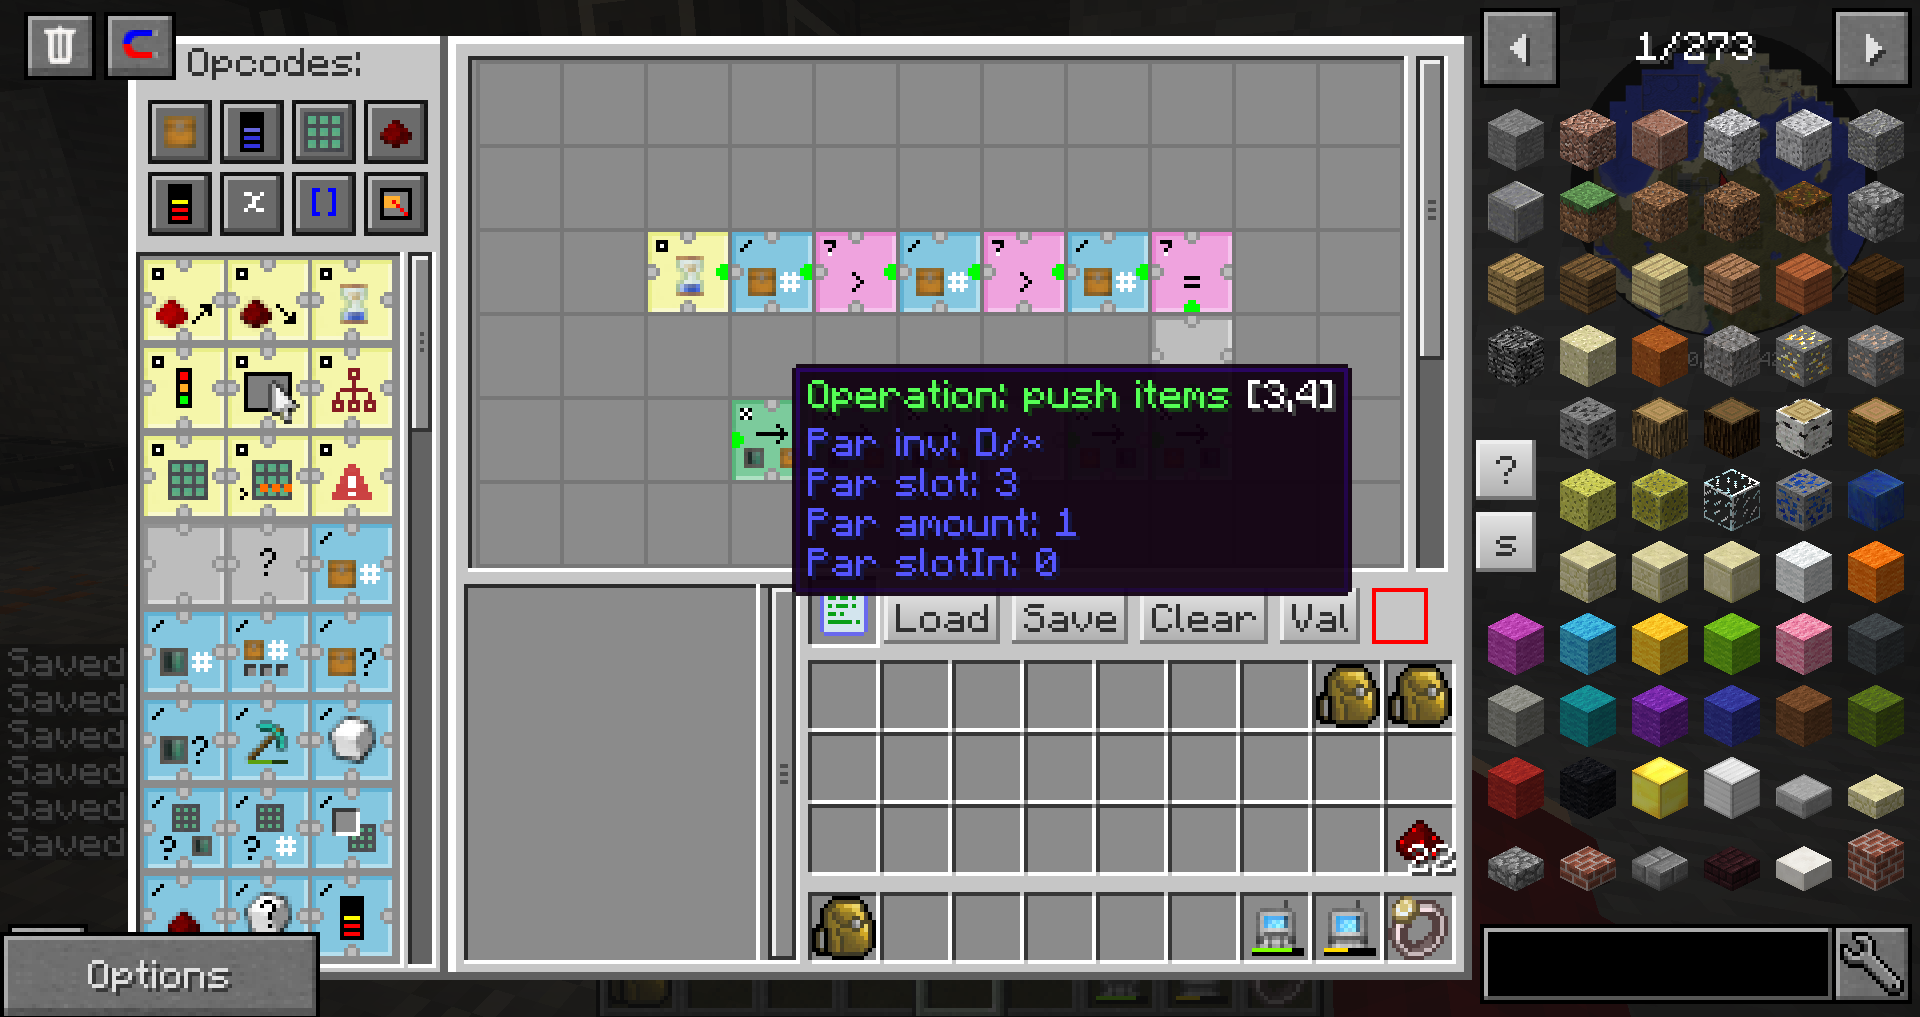 Opcodes:
1/273
Operation: push items [3,4]
Par inv: D/×
Par slot: 3
Par amount: 1
Par slotIn: 0
?
s
Load
Save
Clear
Val
Saved
Saved
Saved
Saved
Saved
Saved
22
Options